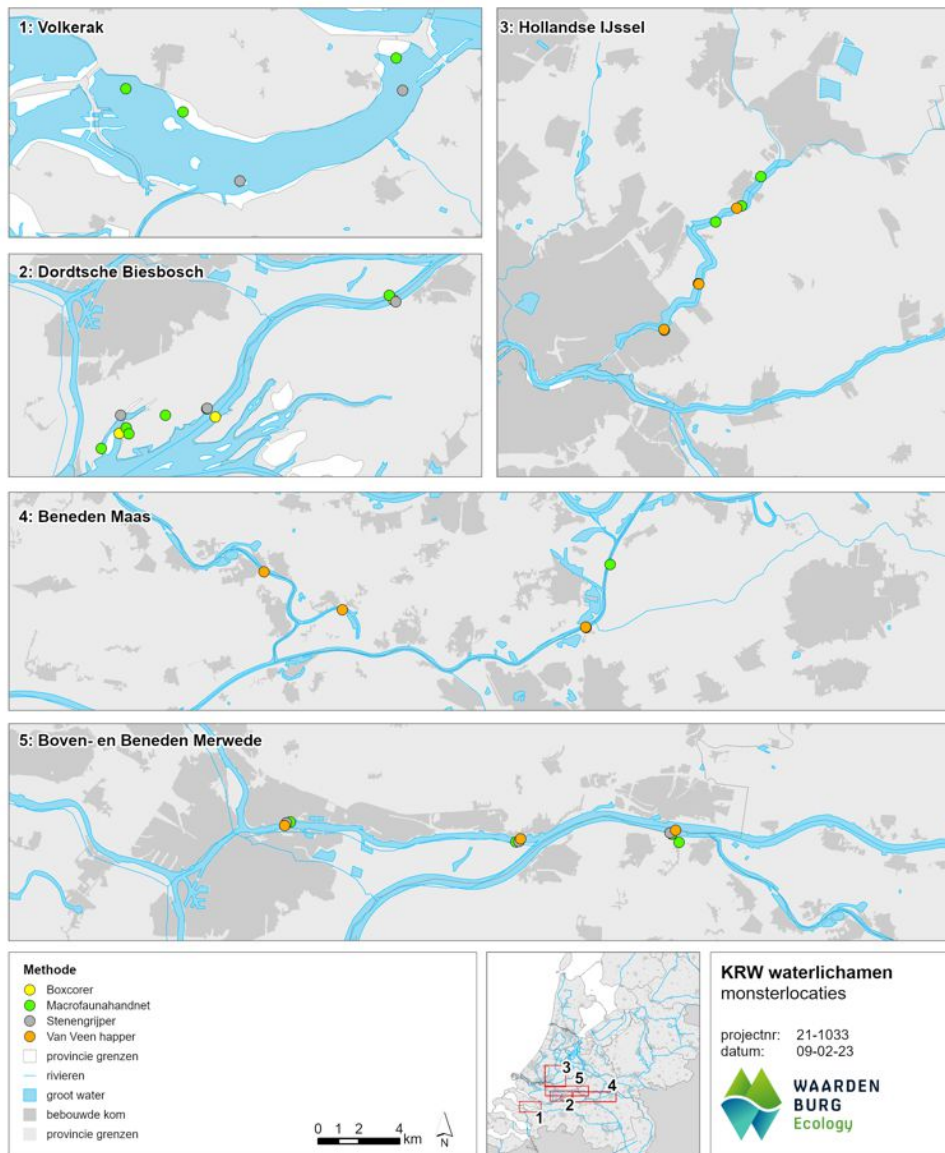 1: Volkerak
3: Hollandse IJssel
2: Dordtsche Biesbosch
4: Beneden Maas
5: Boven- en Beneden Merwede
Methode
Boxcorer
Macrofaunahandnet
Stenengrijper
Van Veen happer
provincie grenzen
rivieren
groot water
bebouwde kom
provincie grenzen
0 1 2 4
km
N
3
5
4
2
1
KRW waterlichamen
monsterlocaties
projectnr: 21-1033
datum: 09-02-23
WAARDEN
BURG
Ecology